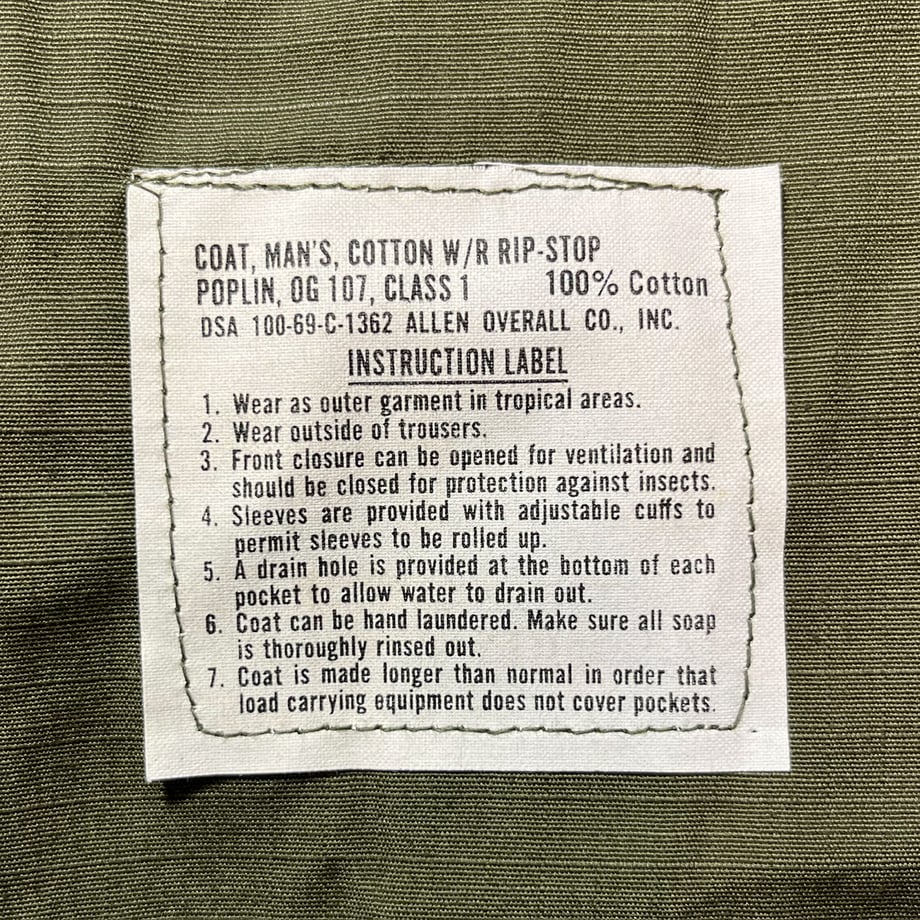 COAT, MAN'S, COTTON W/R RIP-STOP
POPLIN, OG 107, CLASS 1 100% Cotton
DSA 100-69-C-1362 ALLEN OVERALL CO., INC.
INSTRUCTION LABEL
1. Wear as outer garment in tropical areas.
2. Wear outside of trousers.
3. Front closure can be opened for ventilation and
should be closed for protection against insects.
4. Sleeves are provided with adjustable cuffs to
permit sleeves to be rolled up.
5. A drain hole is provided at the bottom of each
pocket to allow water to drain out.
6. Coat can be hand laundered. Make sure all soap
is thoroughly rinsed out.
7. Coat is made longer than normal in order that
load carrying equipment does not cover pockets.